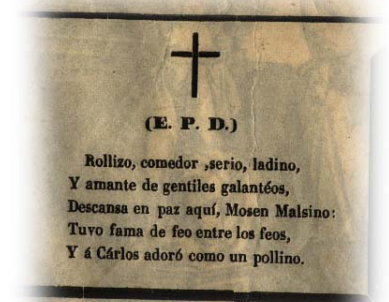 (E. P. D.)
Rollizo, comedor ,serio, ladino,
Y amante de gentiles galantéos,
Descansa en paz aquí, Mosen Malsino:
Tuvo fama de feo entre los feos,
Y á Cárlos adoró como un pollino.